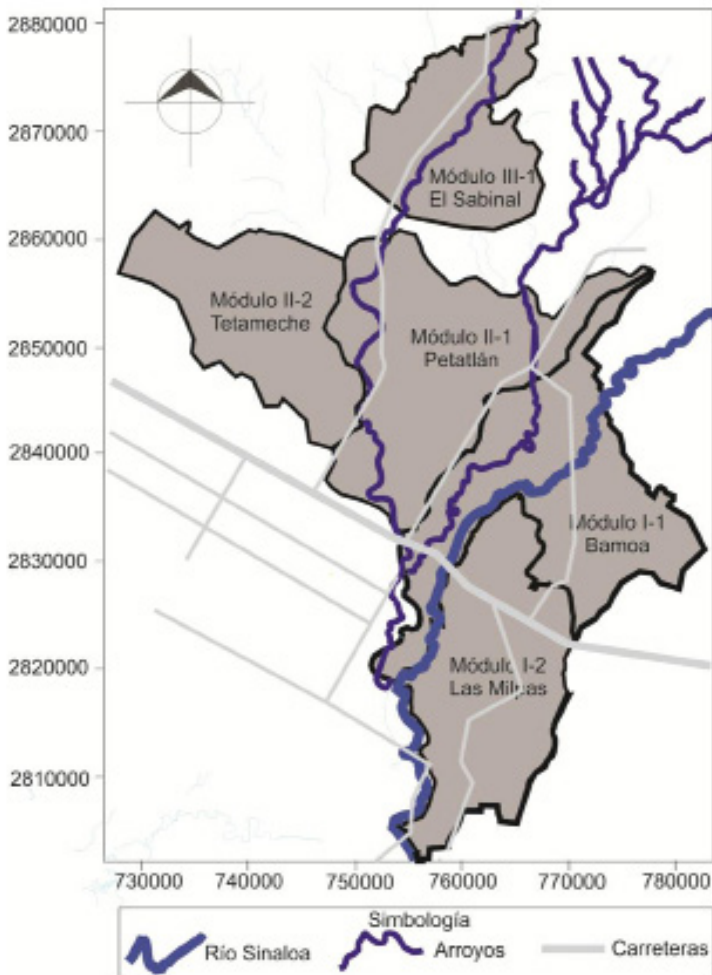 2880000
2870000
2860000
2850000
2840000
2830000
2820000
2810000
Módulo III-1
El Sabinal
Módulo II-2
Tetameche
Módulo II-1
Petatlán
Módulo I-1
Bamoa
Módulo I-2
Las Milpas
730000 740000 750000 760000 770000 780000
Simbología
Río Sinaloa Arroyos Carreteras